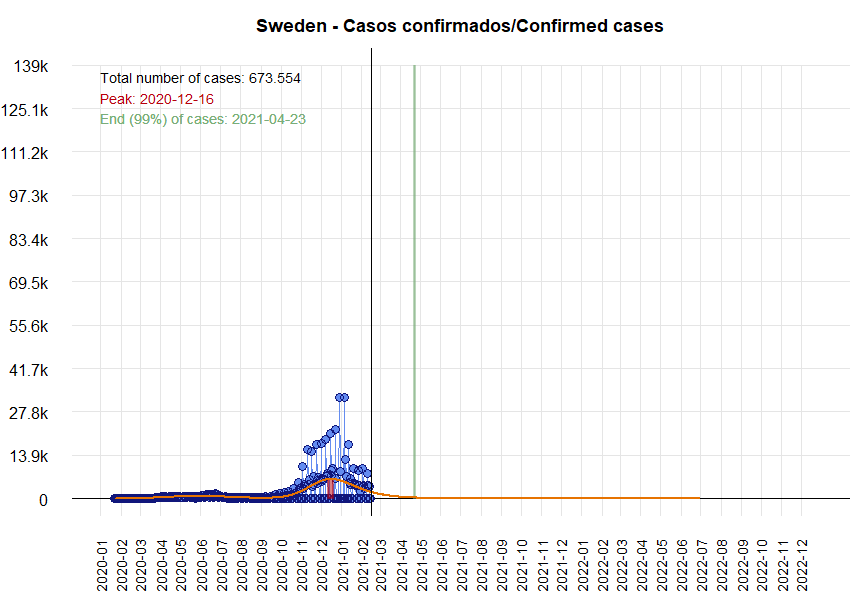 Sweden - Casos confirmados/Confirmed cases
139k
125.1k
111.2k
97.3k
83.4k
69.5k
55.6k
41.7k
27.8k
13.9k
0
Total number of cases: 673.554
Peak: 2020-12-16
End (99%) of cases: 2021-04-23
2020-01
2020-02
2020-03
2020-04
2020-05
2020-06
2020-07
2020-08
2020-09
2020-10
2020-11
2020-12
2021-01
2021-03
2021-04
2021-05
2021-06
2021-07
2021-08
2021-09
2021-10
2021-11
2021-12
2022-01
2022-02
2022-03
2022-04
2022-05
2022-06
2022-07
2022-08
2022-09
2022-10
2022-11
2022-12